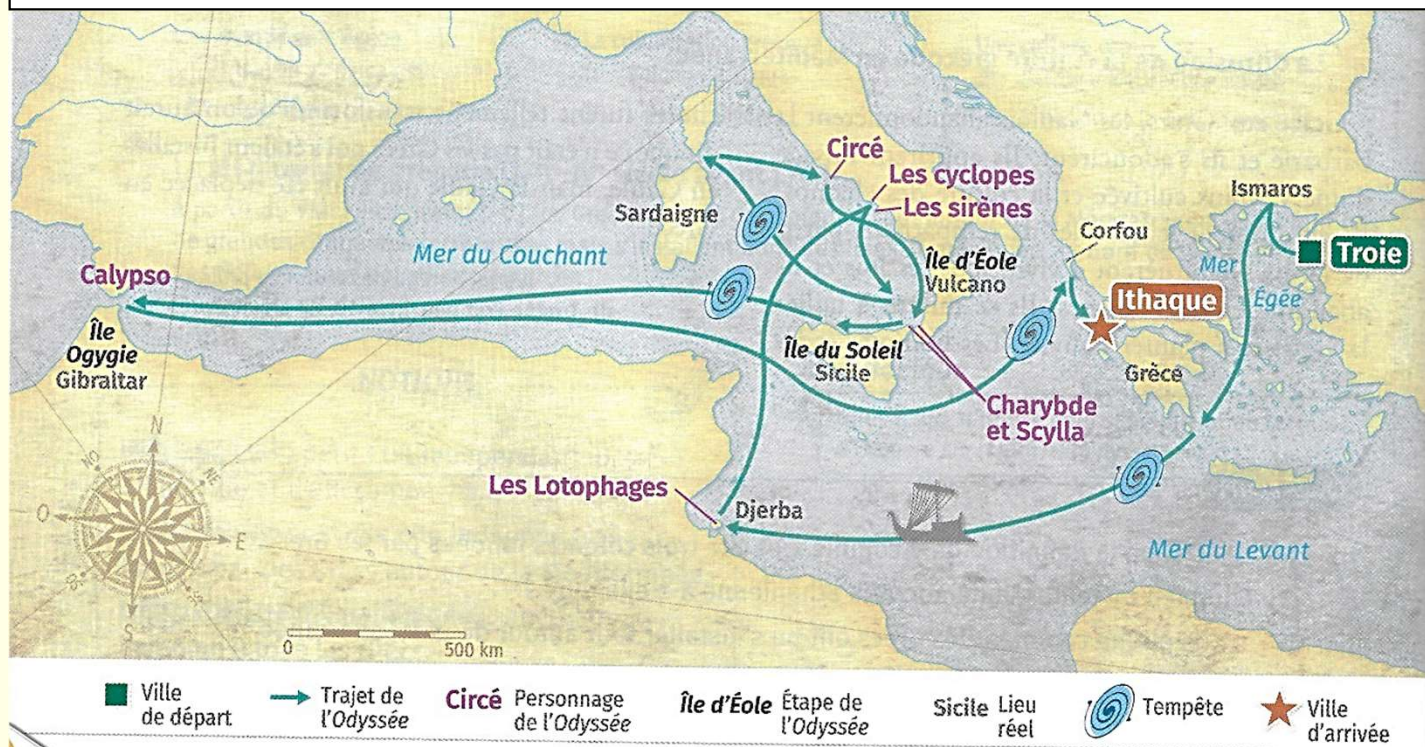 Circé
Les cyclopes
Les sirènes
Ismaros
Sardaigne
Corfou
Mer du Couchant
Île d'Éole
Vulcano
Mer
Égée
Troie
Calypso
Ithaque
Île
Ogygie
Gibraltar
Île du Soleil
Sicile
Grèce
Charybde
et Scylla
N
NO
NE
O
E
SO
SE
S
Les Lotophages
Djerba
Mer du Levant
0
500 km
Ville
de départ
Trajet de
l'Odyssée
Circé
Personnage
de l'Odyssée
Île d'Éole
Étape de
l'Odyssée
Sicile
Lieu
réel
Tempête
Ville
d'arrivée